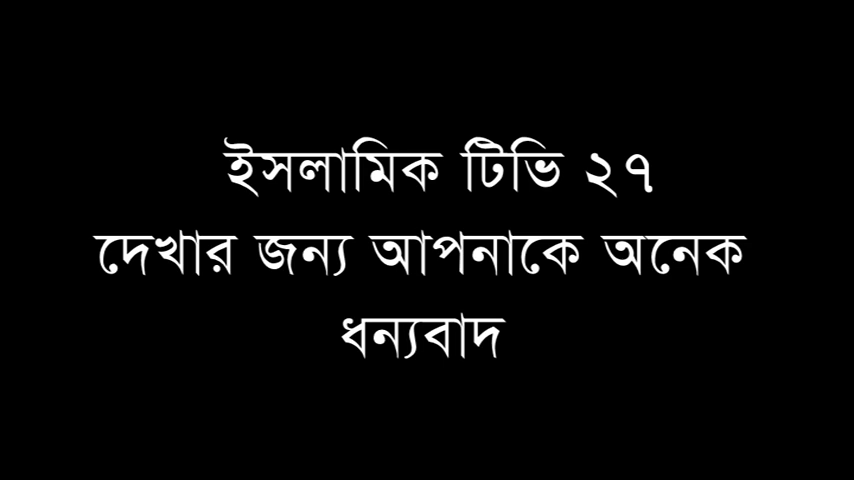 ইসলামিক টিভি ২৭
দেখার জন্য আপনাকে অনেক
ধন্যবাদ